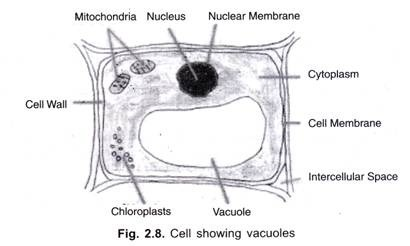 Mitochondria Nucleus Nuclear Membrane
Cytoplasm
Cell Wall
Cell Membrane
Intercellular Space
Chloroplasts Vacuole
Fig. 2.8. Cell showing vacuoles